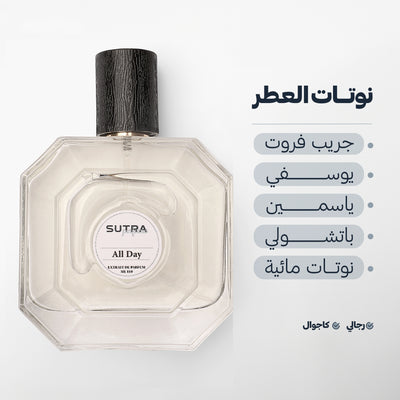 نوتات العطر
جريب فروت
يوسفي
ياسمين
باتشولي
نوتات مائية
رجالي
كاجوال
SUTRA
All Day
EXTRAIT DE PARFUM